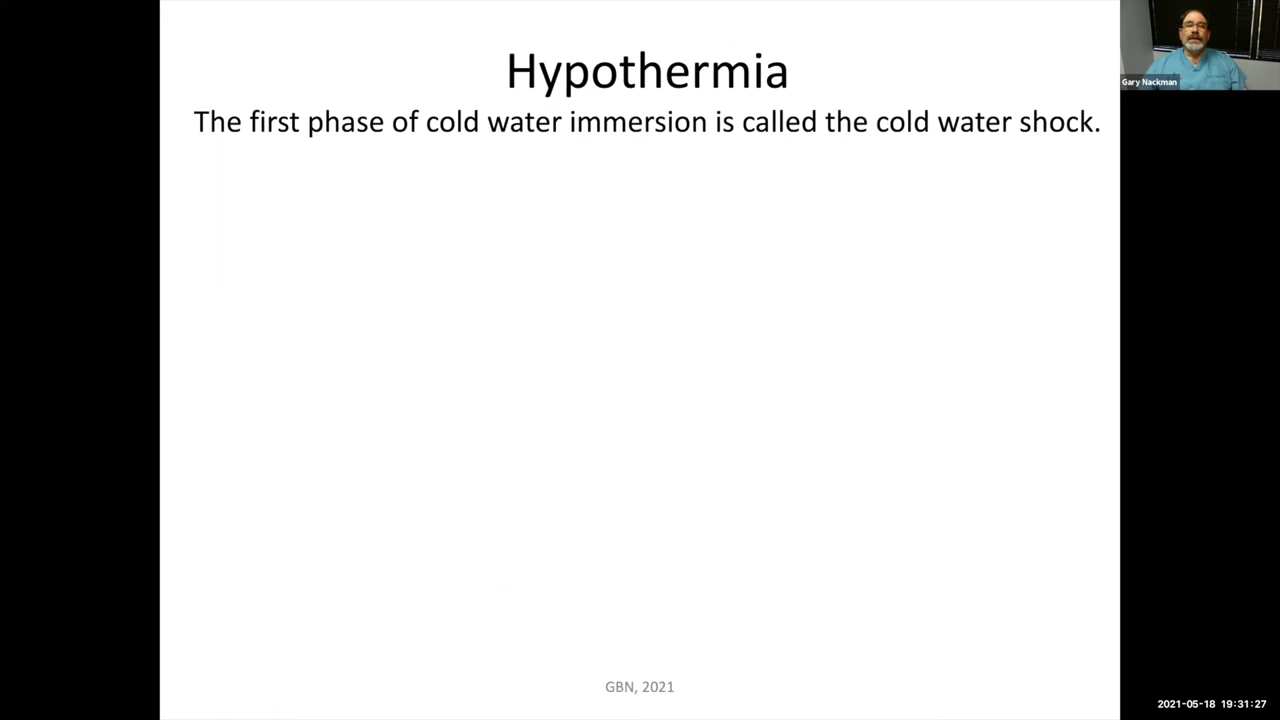 Hypothermia
The first phase of cold water immersion is called the cold water shock.
Gary Nackman
GBN, 2021
2021-05-18 19:31:27